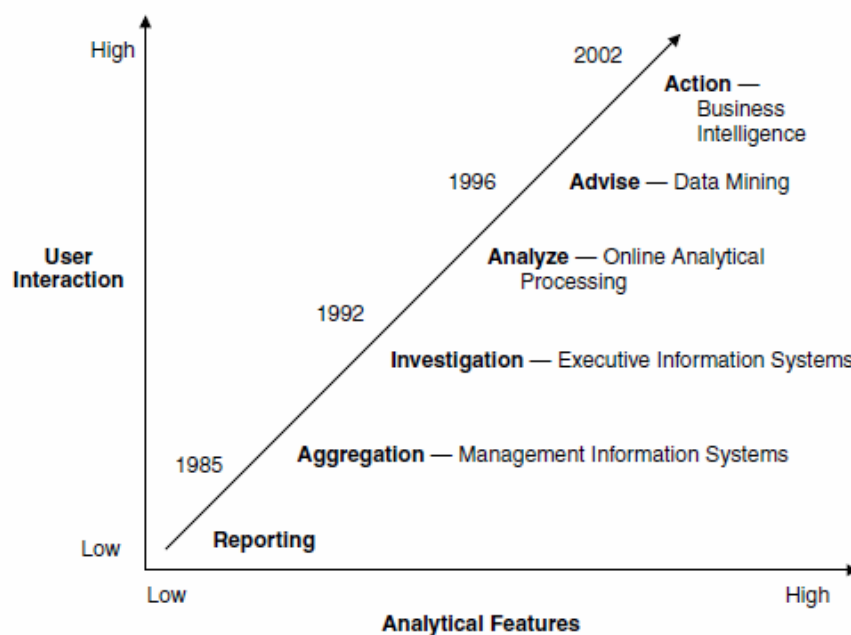 High
2002
Action —
Business
Intelligence
1996
Advise — Data Mining
User
Interaction
Analyze — Online Analytical
Processing
1992
Investigation — Executive Information Systems
1985
Aggregation — Management Information Systems
Reporting
Low
Low
High
Analytical Features